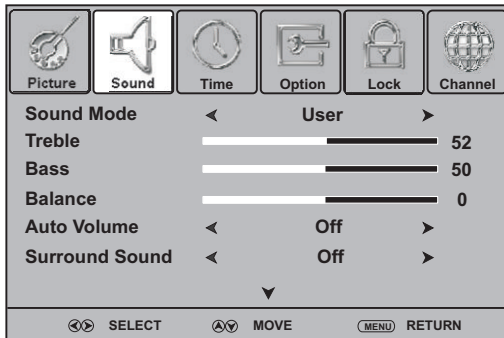 Picture Sound Time Option Lock Channel
Sound Mode User
Treble 52
Bass 50
Balance 0
Auto Volume Off
Surround Sound Off
SELECT MOVE MENU RETURN